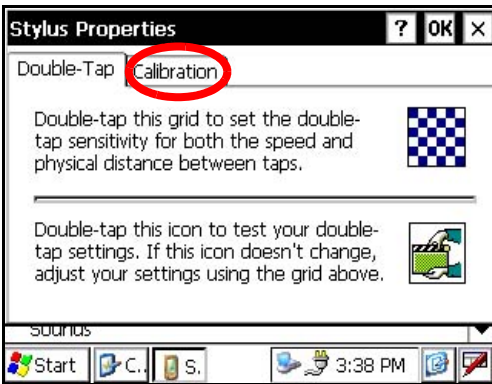 Stylus Properties ? OK ×
Double-Tap Calibration
Double-tap this grid to set the double-
tap sensitivity for both the speed and
physical distance between taps.
Double-tap this icon to test your double-
tap settings. If this icon doesn't change,
adjust your settings using the grid above.
Sounds
Start C.. S. 3:38 PM